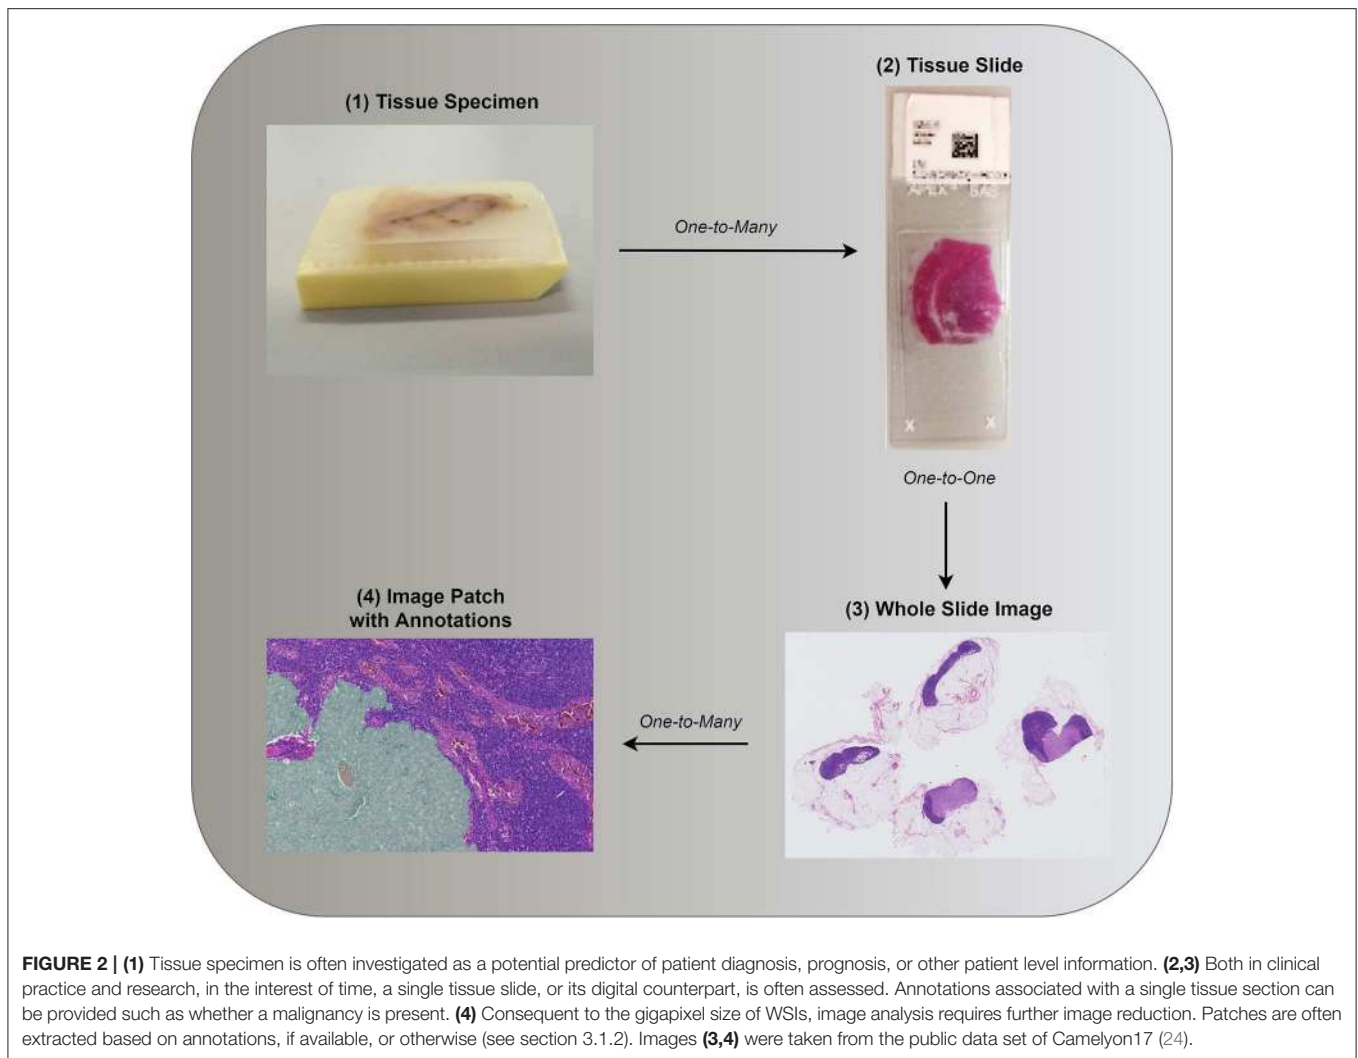 (1) Tissue Specimen
(2) Tissue Slide
One-to-Many
X X
One-to-One
(3) Whole Slide Image
(4) Image Patch
with Annotations
One-to-Many
FIGURE 2 | (1) Tissue specimen is often investigated as a potential predictor of patient diagnosis, prognosis, or other patient level information. (2,3) Both in clinical
practice and research, in the interest of time, a single tissue slide, or its digital counterpart, is often assessed. Annotations associated with a single tissue section can
be provided such as whether a malignancy is present. (4) Consequent to the gigapixel size of WSIs, image analysis requires further image reduction. Patches are often
extracted based on annotations, if available, or otherwise (see section 3.1.2). Images (3,4) were taken from the public data set of Camelyon17 (24).